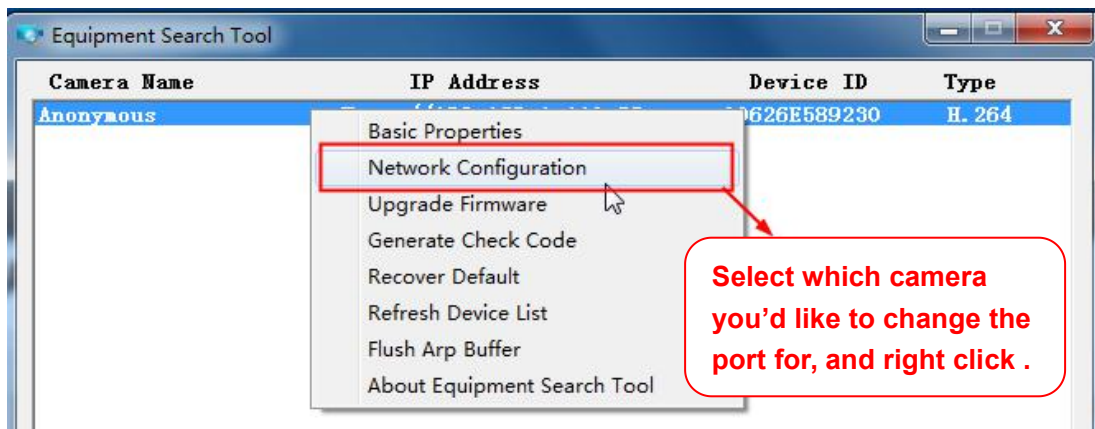 Equipment Search Tool
Camera Name IP Address Device ID Type
Anonymous 0626E589230 H.264
Basic Properties
Network Configuration
Upgrade Firmware
Generate Check Code
Recover Default
Refresh Device List
Flush Arp Buffer
About Equipment Search Tool
Select which camera
you’d like to change the
port for, and right click .